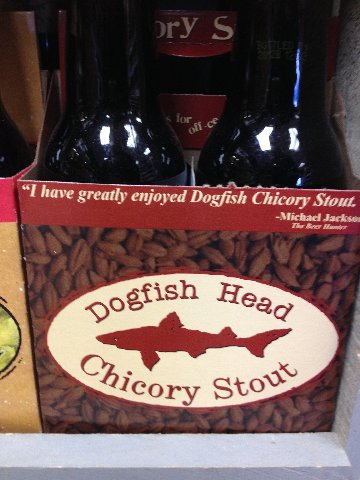 ory S
s for off-ce
"I have greatly enjoyed Dogfish Chicory Stout.
-Michael Jackson
The Beer Hunter
Dogfish Head
Chicory Stout